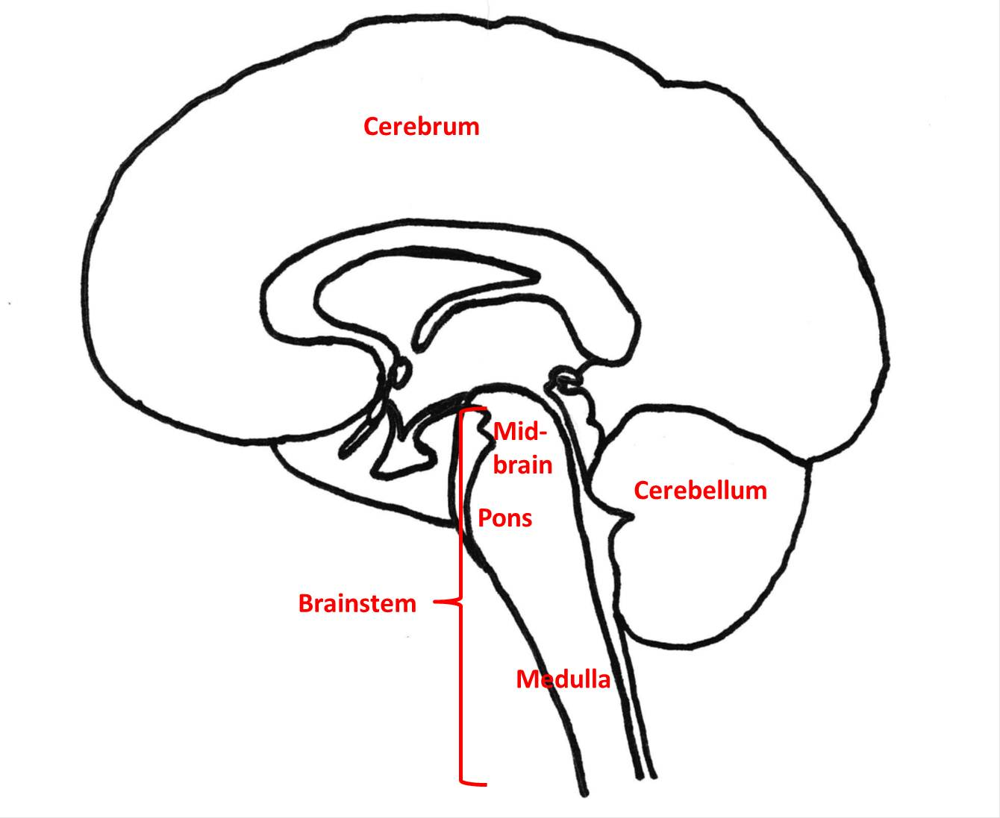 Cerebrum
Mid-
brain
Cerebellum
Pons
Brainstem
Medulla